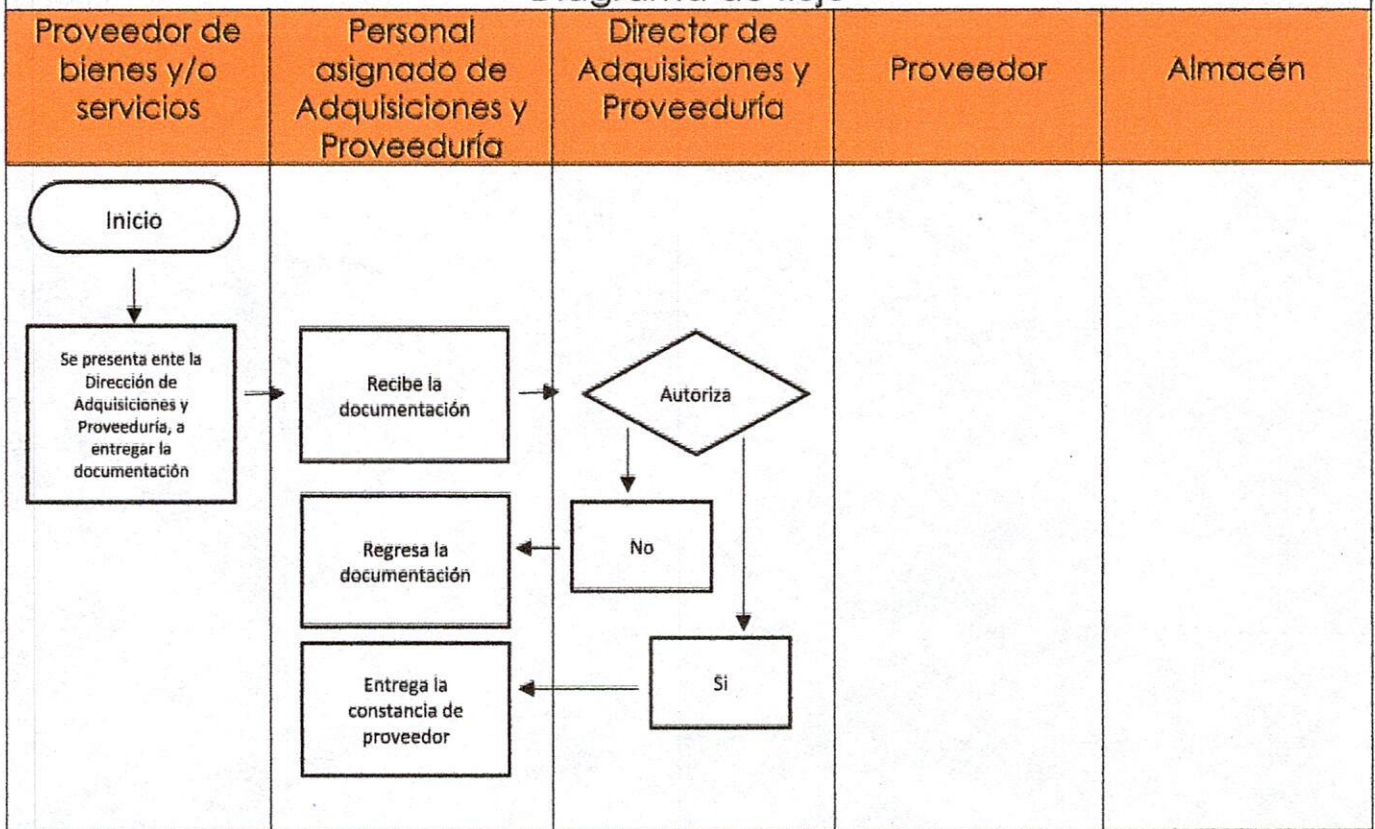 Proveedor de
bienes y/o
servicios
Personal
asignado de
Adquisiciones y
Proveeduría
Director de
Adquisiciones y
Proveeduría
Proveedor
Almacén
Inicio
Se presenta ente la
Dirección de
Adquisiciones y
Proveeduría, a
entregar la
documentación
Recibe la
documentación
Autoriza
Regresa la
documentación
No
Entrega la
constancia de
proveedor
Si